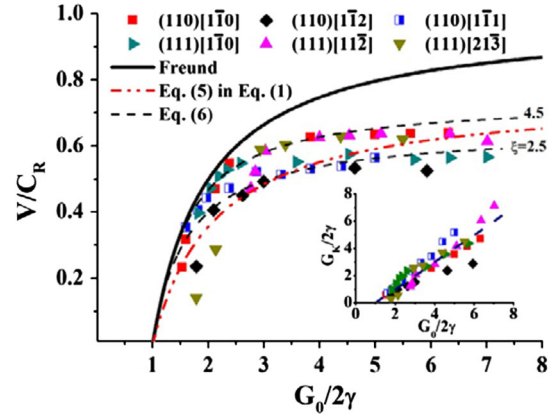 (110)[11̄0] (110)[11̄2] (110)[11̄1]
(111)[11̄0] (111)[112̄] (111)[213̄]
Freund
Eq. (5) in Eq. (1)
Eq. (6)
1.0
0.8
0.6
0.4
0.2
V/C_R
4.5
ξ=2.5
G_K/2γ
8
6
4
2
0
0 2 4 6 8
G_0/2γ
1 2 3 4 5 6 7 8
G_0/2γ